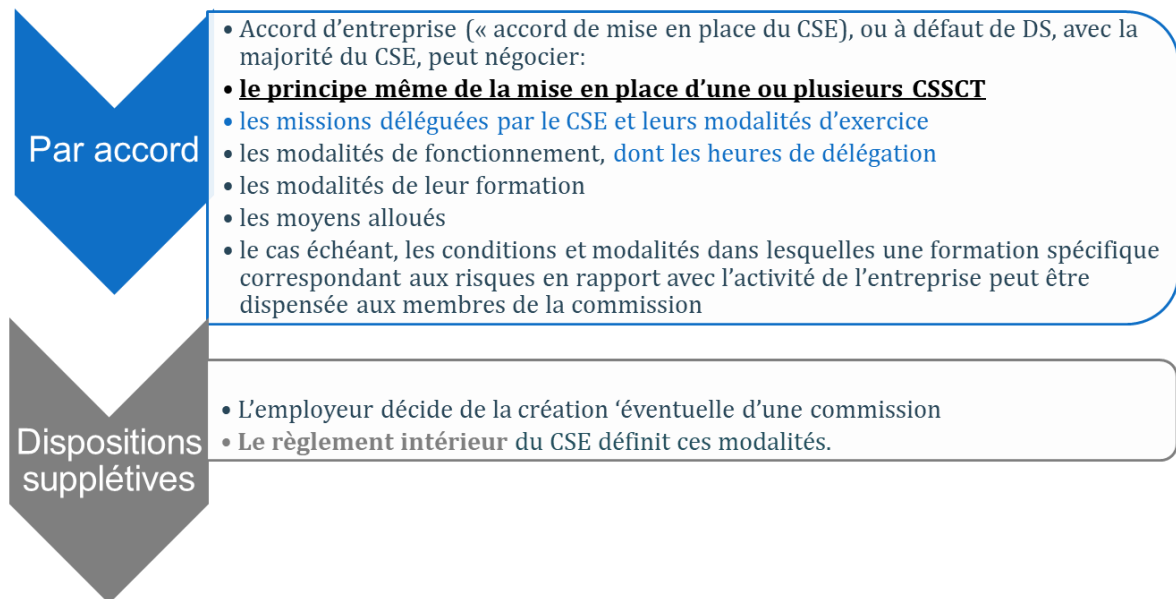 Par accord
• Accord d'entreprise (« accord de mise en place du CSE), ou à défaut de DS, avec la
majorité du CSE, peut négocier:
• le principe même de la mise en place d'une ou plusieurs CSSCT
• les missions déléguées par le CSE et leurs modalités d'exercice
• les modalités de fonctionnement, dont les heures de délégation
• les modalités de leur formation
• les moyens alloués
• le cas échéant, les conditions et modalités dans lesquelles une formation spécifique
correspondant aux risques en rapport avec l'activité de l'entreprise peut être
dispensée aux membres de la commission
Dispositions
supplétives
• L'employeur décide de la création 'éventuelle d'une commission
• Le règlement intérieur du CSE définit ces modalités.